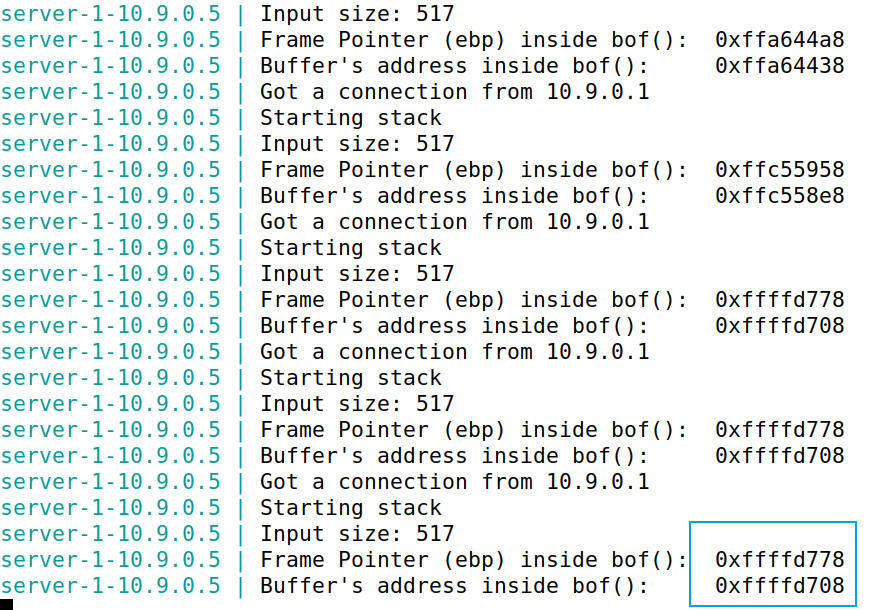 server-1-10.9.0.5 | Input size: 517
server-1-10.9.0.5 | Frame Pointer (ebp) inside bof():  0xffa644a8
server-1-10.9.0.5 | Buffer's address inside bof():     0xffa64438
server-1-10.9.0.5 | Got a connection from 10.9.0.1
server-1-10.9.0.5 | Starting stack
server-1-10.9.0.5 | Input size: 517
server-1-10.9.0.5 | Frame Pointer (ebp) inside bof():  0xffc55958
server-1-10.9.0.5 | Buffer's address inside bof():     0xffc558e8
server-1-10.9.0.5 | Got a connection from 10.9.0.1
server-1-10.9.0.5 | Starting stack
server-1-10.9.0.5 | Input size: 517
server-1-10.9.0.5 | Frame Pointer (ebp) inside bof():  0xffffd778
server-1-10.9.0.5 | Buffer's address inside bof():     0xffffd708
server-1-10.9.0.5 | Got a connection from 10.9.0.1
server-1-10.9.0.5 | Starting stack
server-1-10.9.0.5 | Input size: 517
server-1-10.9.0.5 | Frame Pointer (ebp) inside bof():  0xffffd778
server-1-10.9.0.5 | Buffer's address inside bof():     0xffffd708
server-1-10.9.0.5 | Got a connection from 10.9.0.1
server-1-10.9.0.5 | Starting stack
server-1-10.9.0.5 | Input size: 517
server-1-10.9.0.5 | Frame Pointer (ebp) inside bof():  0xffffd778
server-1-10.9.0.5 | Buffer's address inside bof():     0xffffd708